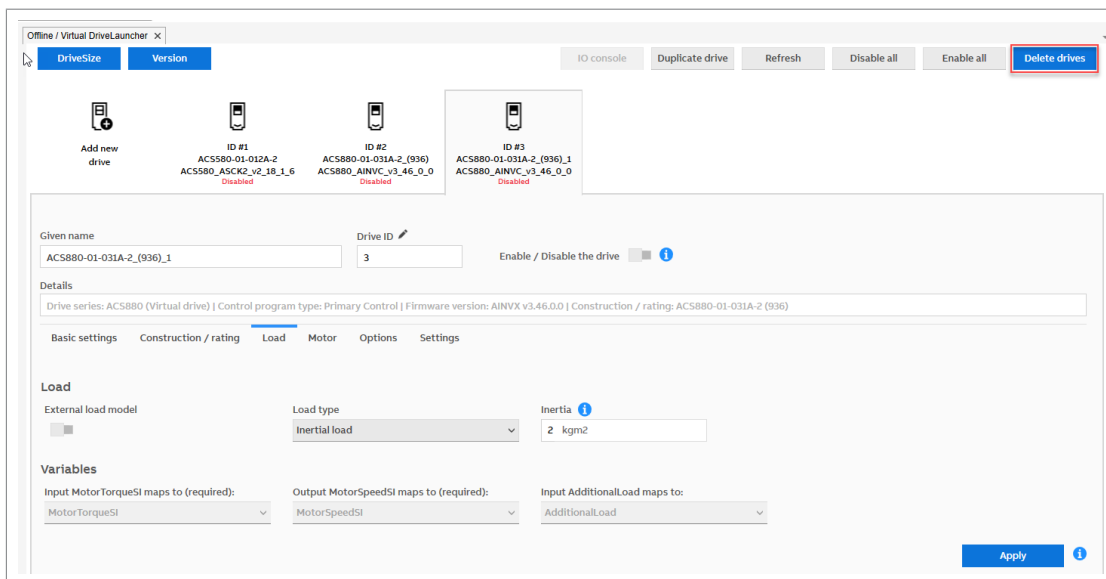 Offline / Virtual DriveLauncher ×
DriveSize Version IO console Duplicate drive Refresh Disable all Enable all Delete drives
Add new
drive
ID #1
ACS580-01-012A-2
ACS580_ASCK2_v2_18_1_6
Disabled
ID #2
ACS880-01-031A-2_(936)
ACS880_AINVC_v3_46_0_0
Disabled
ID #3
ACS880-01-031A-2_(936)_1
ACS880_AINVC_v3_46_0_0
Disabled
Given name Drive ID
ACS880-01-031A-2_(936)_1 3 Enable / Disable the drive
Details
Drive series: ACS880 (Virtual drive) | Control program type: Primary Control | Firmware version: AINVX v3.46.0.0 | Construction / rating: ACS880-01-031A-2 (936)
Basic settings Construction / rating Load Motor Options Settings
Load
External load model Load type Inertia
Inertial load 2 kgm2
Variables
Input MotorTorqueSI maps to (required): Output MotorSpeedSI maps to (required): Input AdditionalLoad maps to:
MotorTorqueSI MotorSpeedSI AdditionalLoad
Apply